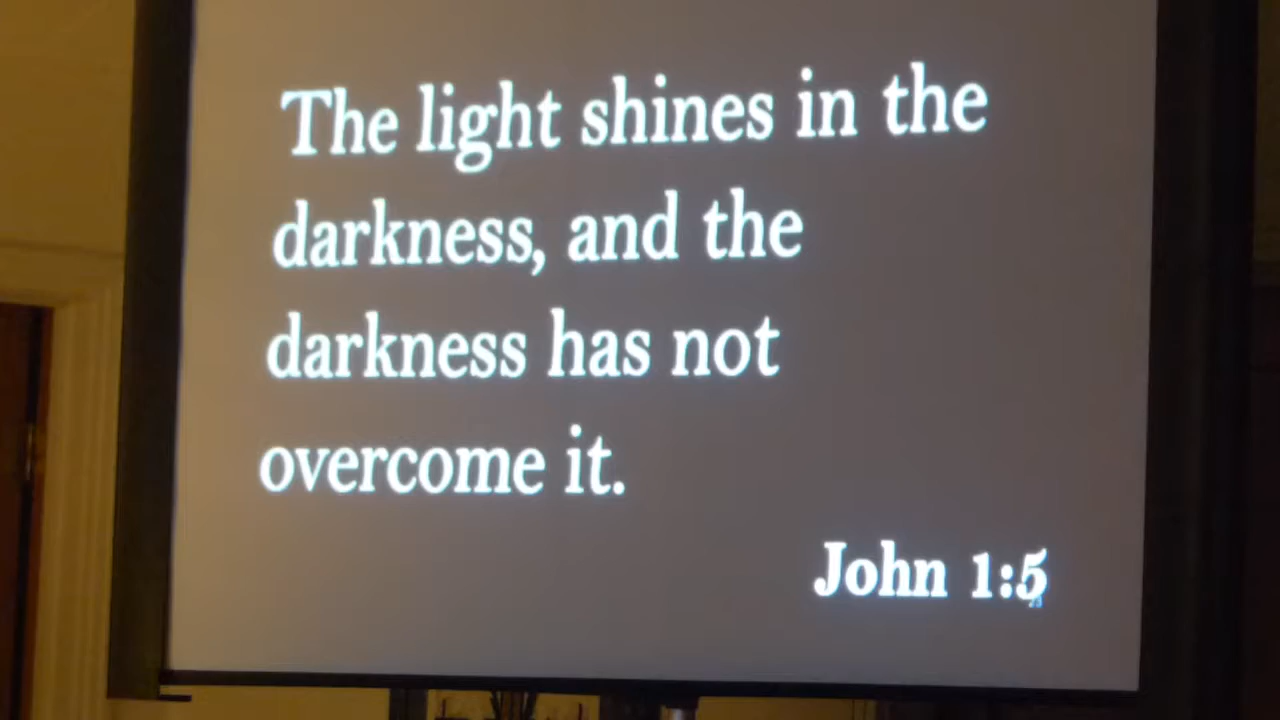 The light shines in the
darkness, and the
darkness has not
overcome it.
John 1:5